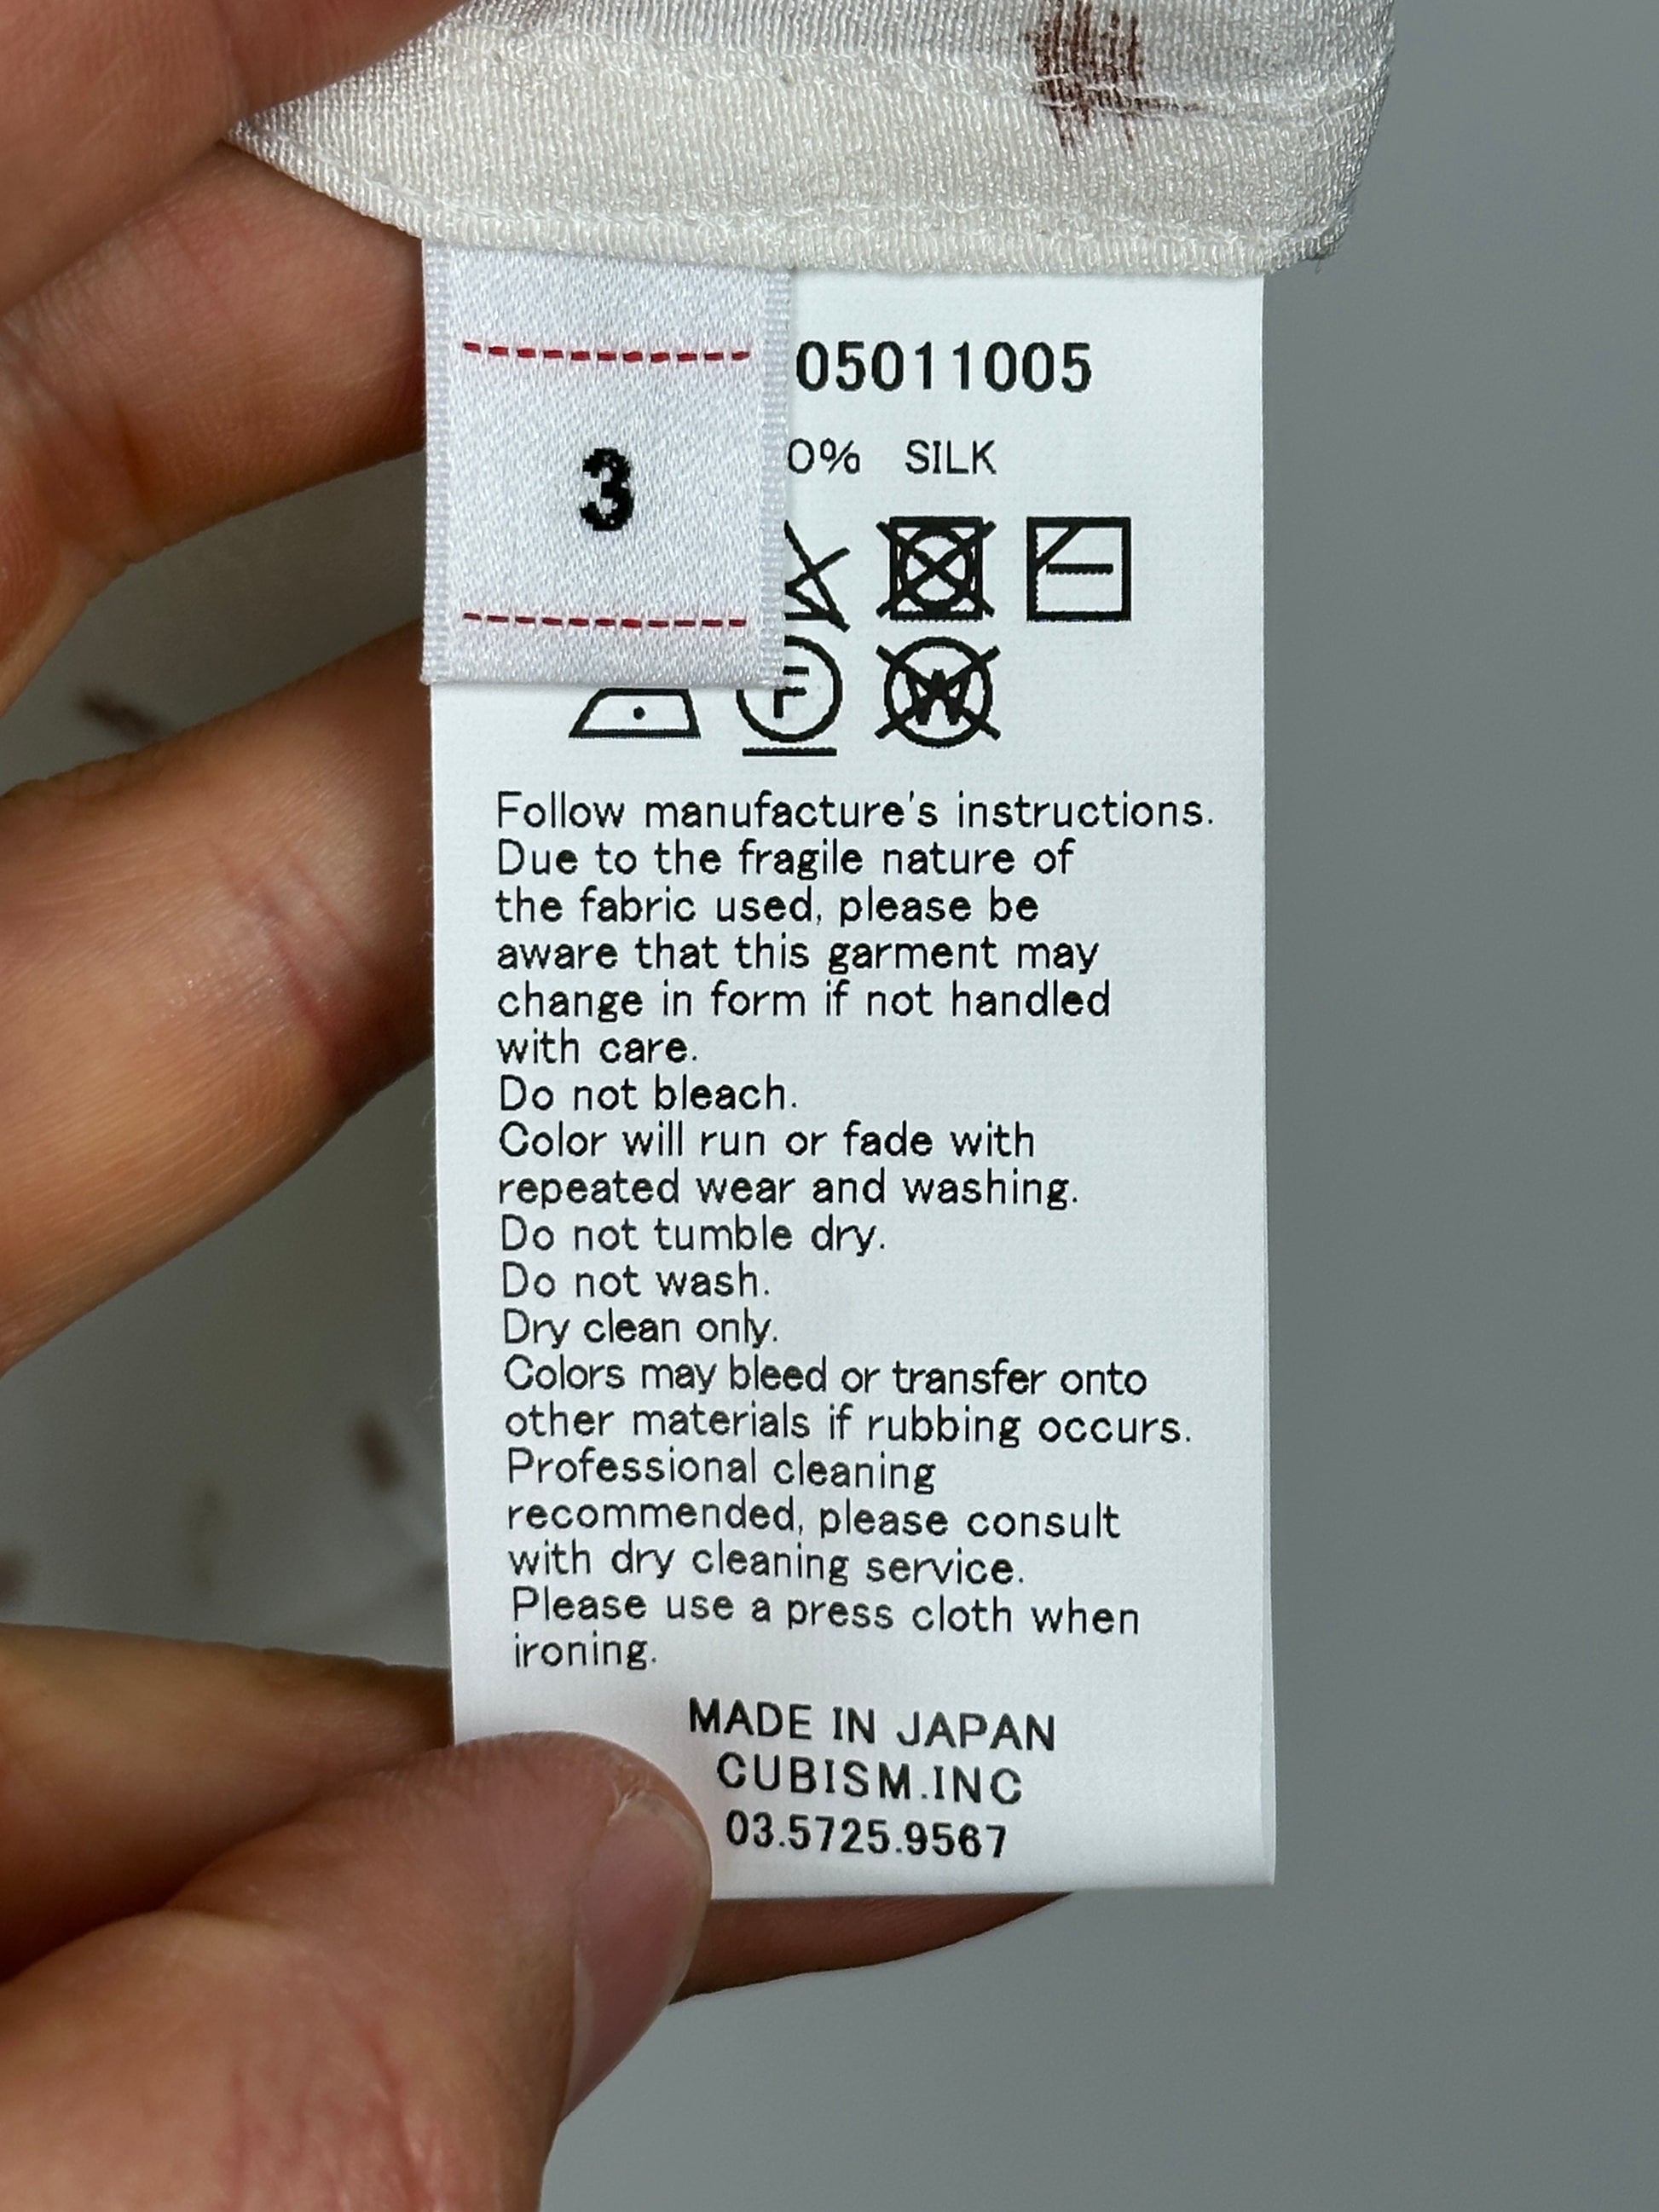 3
05011005
0% SILK
F
W
Follow manufacture's instructions.
Due to the fragile nature of
the fabric used, please be
aware that this garment may
change in form if not handled
with care.
Do not bleach.
Color will run or fade with
repeated wear and washing.
Do not tumble dry.
Do not wash.
Dry clean only.
Colors may bleed or transfer onto
other materials if rubbing occurs.
Professional cleaning
recommended, please consult
with dry cleaning service.
Please use a press cloth when
ironing.
MADE IN JAPAN
CUBISM.INC
03.5725.9567